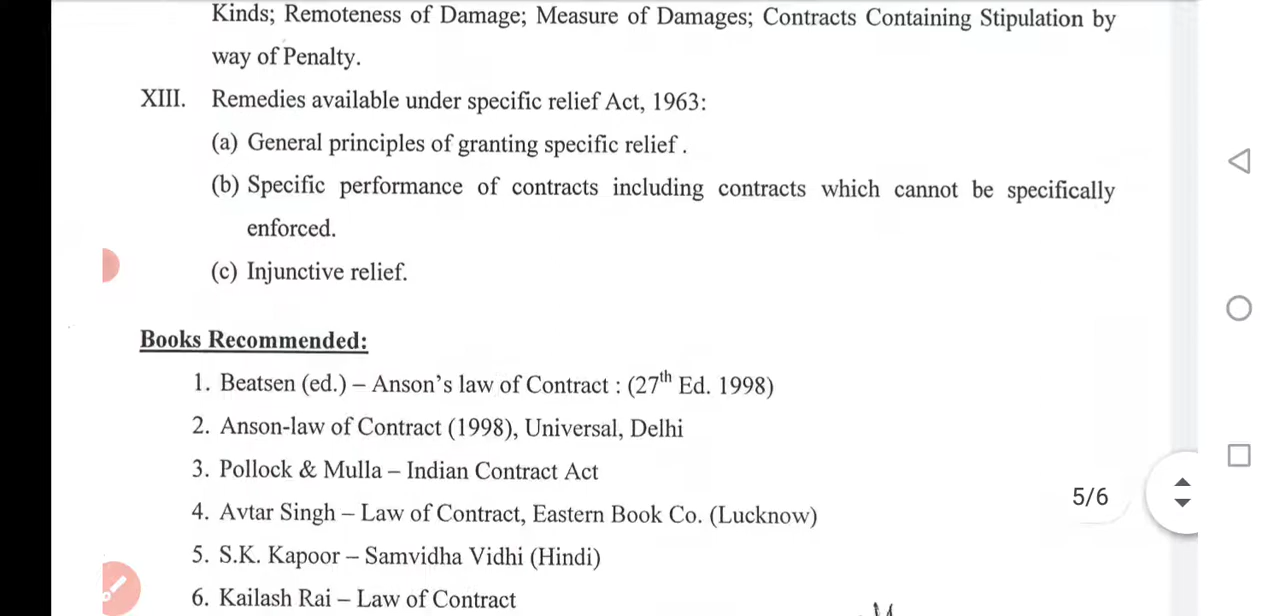 Kinds; Remoteness of Damage; Measure of Damages; Contracts Containing Stipulation by
way of Penalty.
XIII. Remedies available under specific relief Act, 1963:
(a) General principles of granting specific relief .
(b) Specific performance of contracts including contracts which cannot be specifically
enforced.
(c) Injunctive relief.
Books Recommended:
1. Beatsen (ed.) – Anson's law of Contract : (27th Ed. 1998)
2. Anson-law of Contract (1998), Universal, Delhi
3. Pollock & Mulla – Indian Contract Act
4. Avtar Singh – Law of Contract, Eastern Book Co. (Lucknow)
5. S.K. Kapoor – Samvidha Vidhi (Hindi)
6. Kailash Rai – Law of Contract
5/6